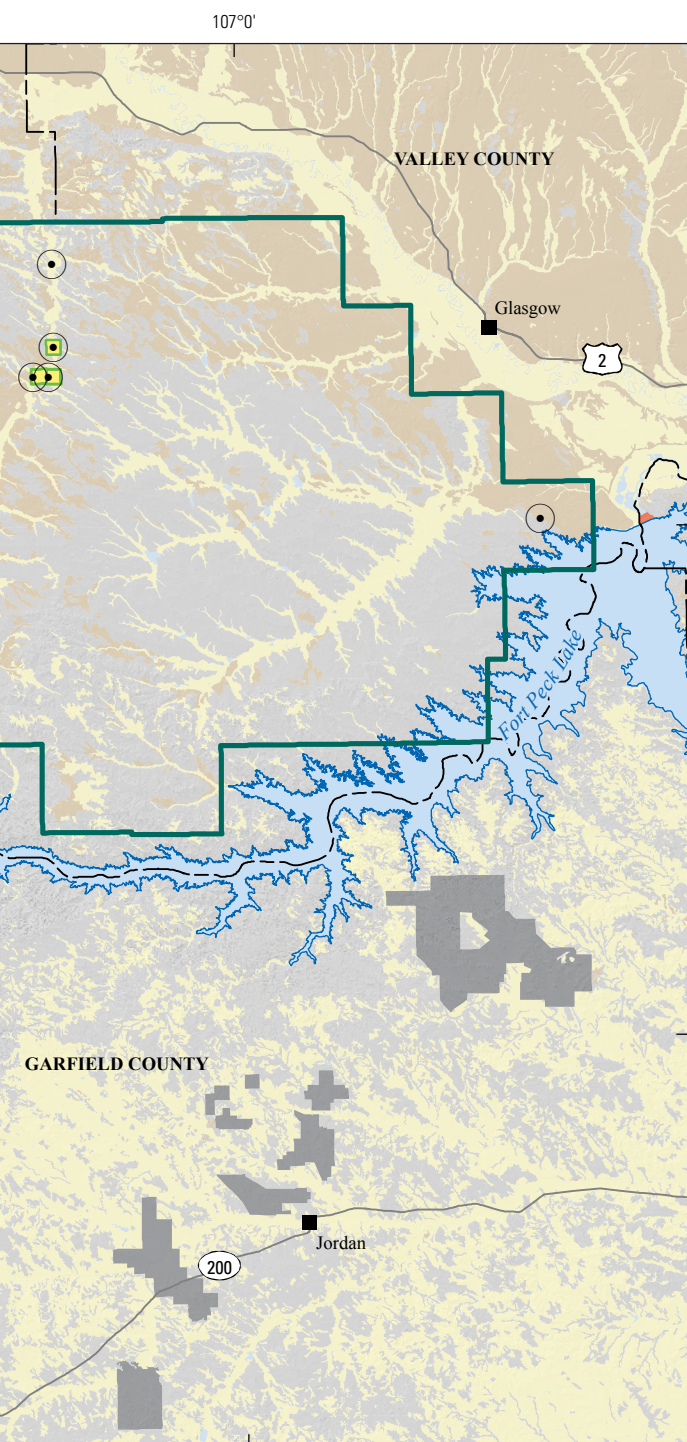 107°0'
VALLEY COUNTY
Glasgow
2
Fort Peck Lake
GARFIELD COUNTY
Jordan
200